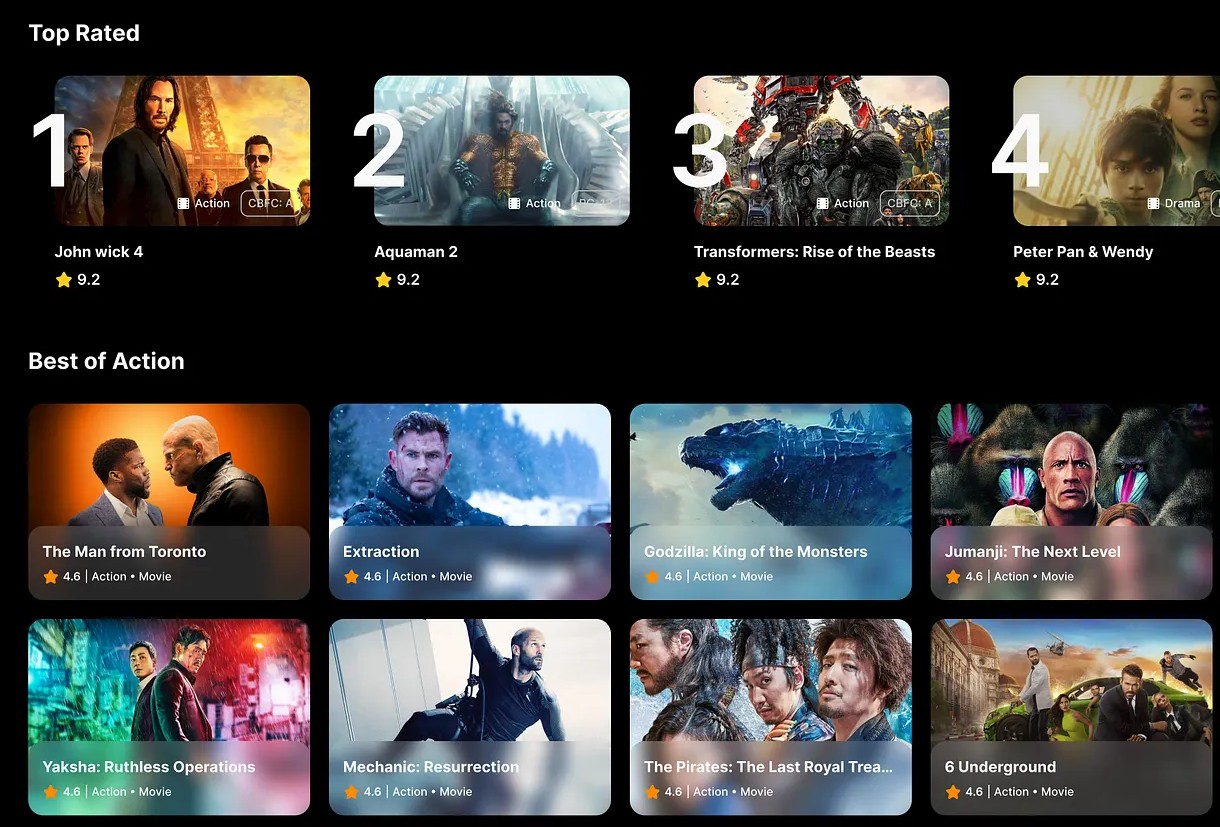 Top Rated
1
Action
CBFC: A
John wick 4
9.2
2
Action
Aquaman 2
9.2
3
Action
CBFC: A
Transformers: Rise of the Beasts
9.2
4
Drama
Peter Pan & Wendy
9.2
Best of Action
The Man from Toronto
4.6 | Action • Movie
Extraction
4.6 | Action • Movie
Godzilla: King of the Monsters
4.6 | Action • Movie
Jumanji: The Next Level
4.6 | Action • Movie
Yaksha: Ruthless Operations
4.6 | Action • Movie
Mechanic: Resurrection
4.6 | Action • Movie
The Pirates: The Last Royal Trea...
4.6 | Action • Movie
6 Underground
4.6 | Action • Movie